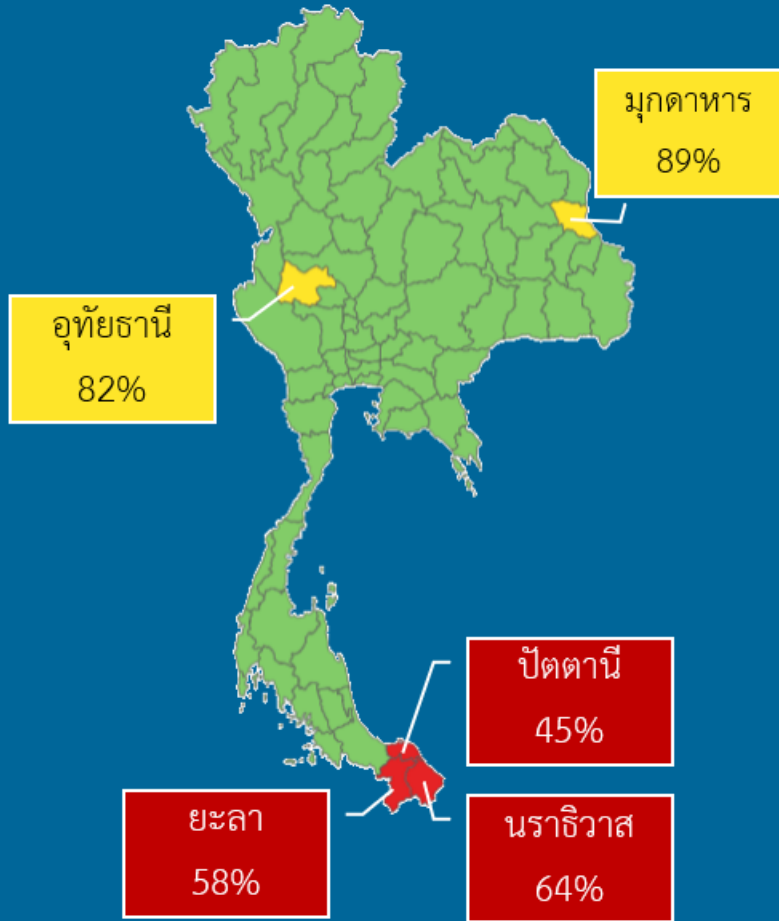 มุกดาหาร
89%
อุทัยธานี
82%
ปัตตานี
45%
ยะลา
58%
นราธิวาส
64%